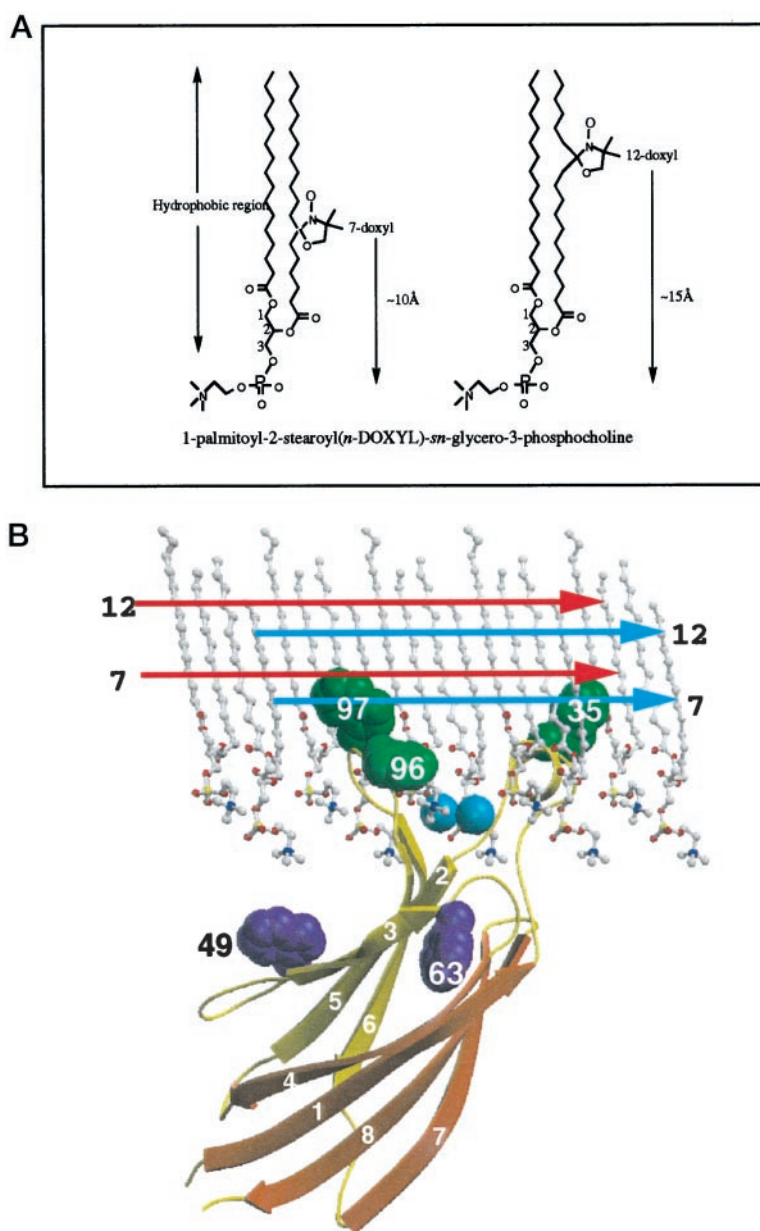 A
O
N
O
7-doxyl
Hydrophobic region
~10Å
O
O
1
2
O
O
3
O
P
O
O
O
N
O
N
O
12-doxyl
~15Å
O
O
1
2
O
O
3
O
P
O
O
O
N
1-palmitoyl-2-stearoyl(n-DOXYL)-sn-glycero-3-phosphocholine
B
12
12
7
7
97
35
96
2
49
3
63
5
6
4
1
8
7